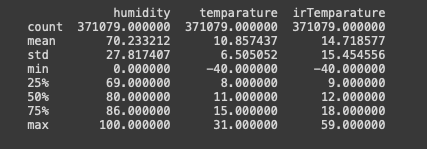 humidity temparature irTemparature
count 371079.000000 371079.000000 371079.000000
mean 70.233212 10.857437 14.718577
std 27.817407 6.505052 15.454556
min 0.000000 -40.000000 -40.000000
25% 69.000000 8.000000 9.000000
50% 80.000000 11.000000 12.000000
75% 86.000000 15.000000 18.000000
max 100.000000 31.000000 59.000000